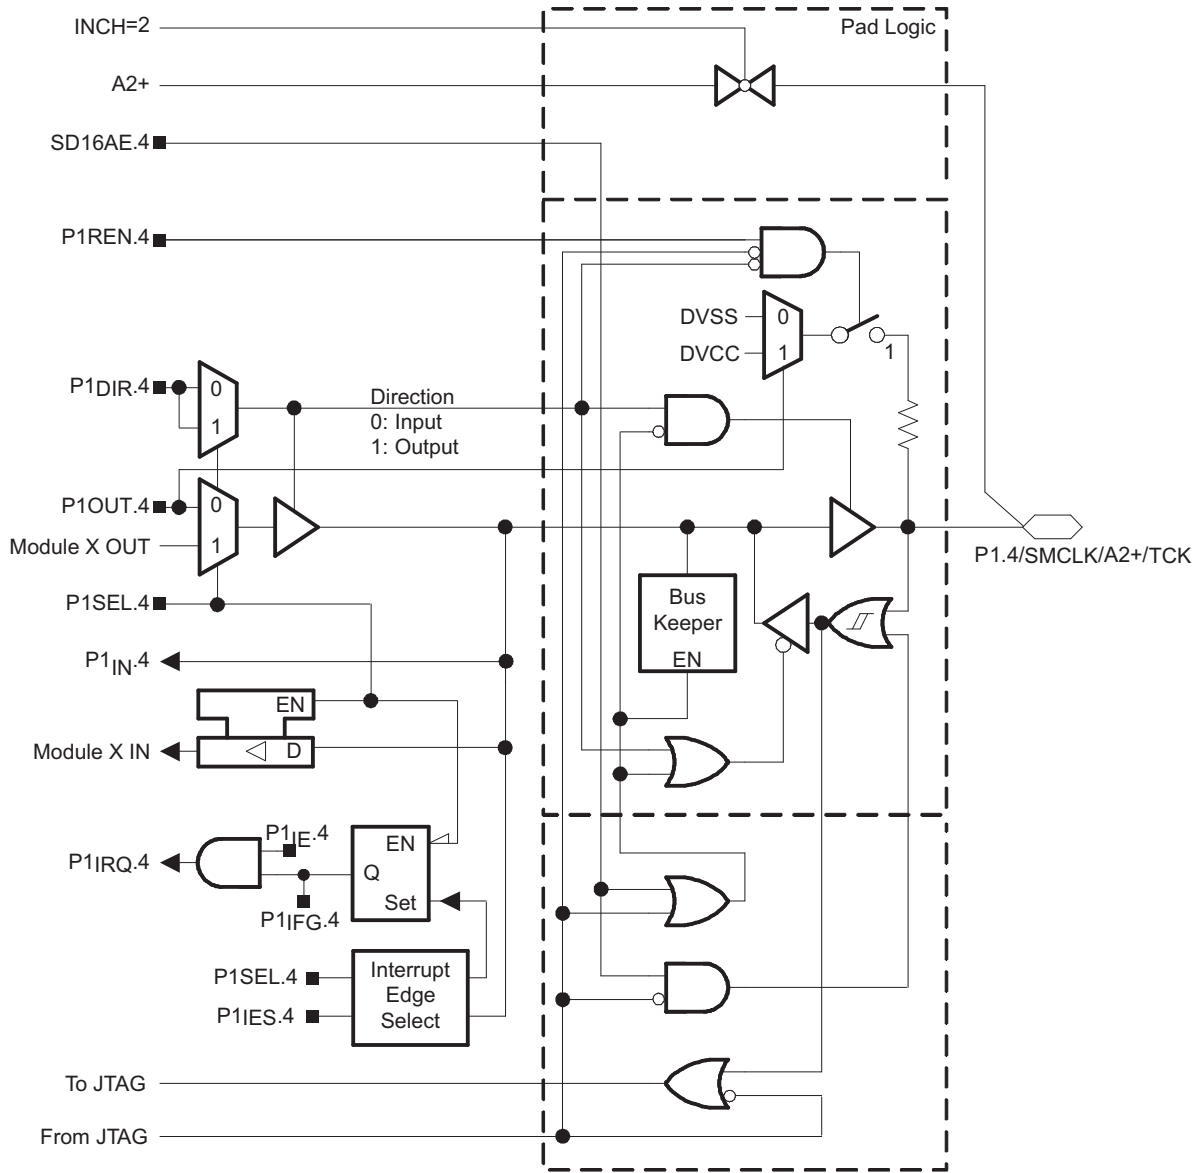 INCH=2
Pad Logic
A2+
SD16AE.4
P1REN.4
DVSS
0
DVCC
1
1
P1DIR.4
0
1
Direction
0: Input
1: Output
P1OUT.4
0
Module X OUT
1
P1.4/SMCLK/A2+/TCK
P1SEL.4
Bus
Keeper
EN
P1IN.4
EN
Module X IN
D
P1IE.4
EN
P1IRQ.4
Q
Set
P1IFG.4
P1SEL.4
Interrupt
Edge
Select
P1IES.4
To JTAG
From JTAG